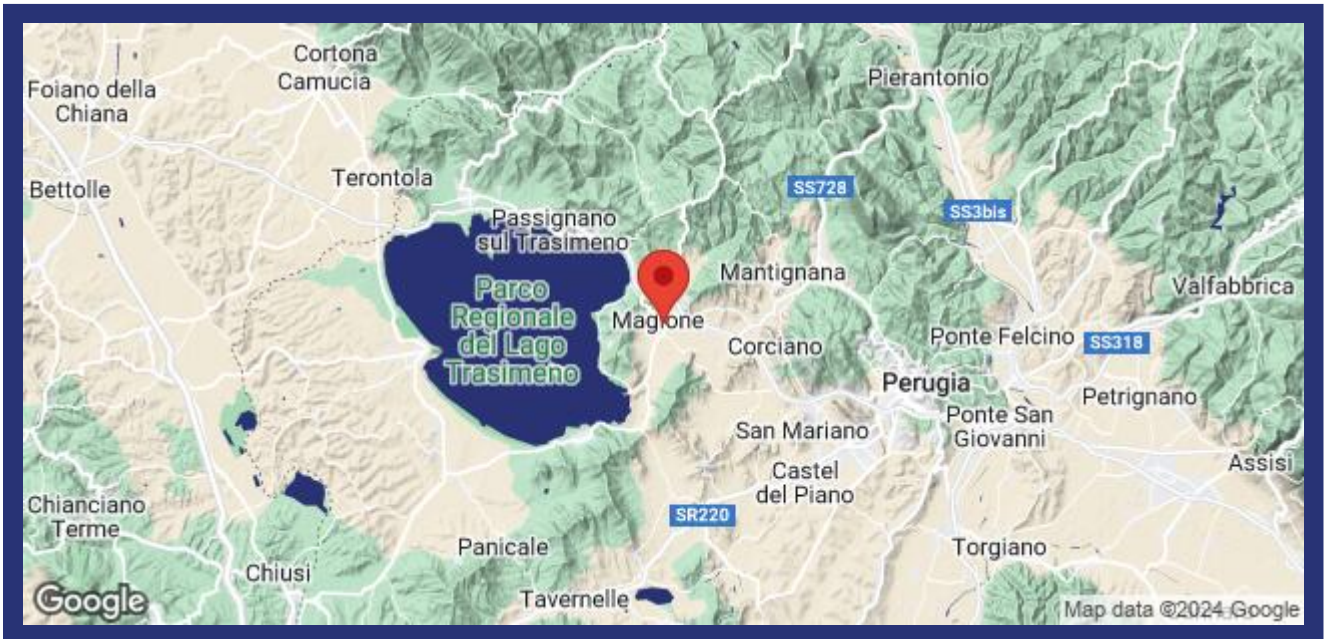 Cortona
Camucia
Foiano della
Chiana
Pierantonio
Terontola
Bettolle
SS728
SS3bis
Passignano
sul Trasimeno
Mantignana
Valfabbrica
Parco
Regionale
del Lago
Trasimeno
Magione
Corciano
Ponte Felcino
SS318
Perugia
Petrignano
Ponte San
Giovanni
San Mariano
Castel
del Piano
Assisi
Chianciano
Terme
SR220
Panicale
Torgiano
Chiusi
Tavernelle
Google
Map data ©2024 Google